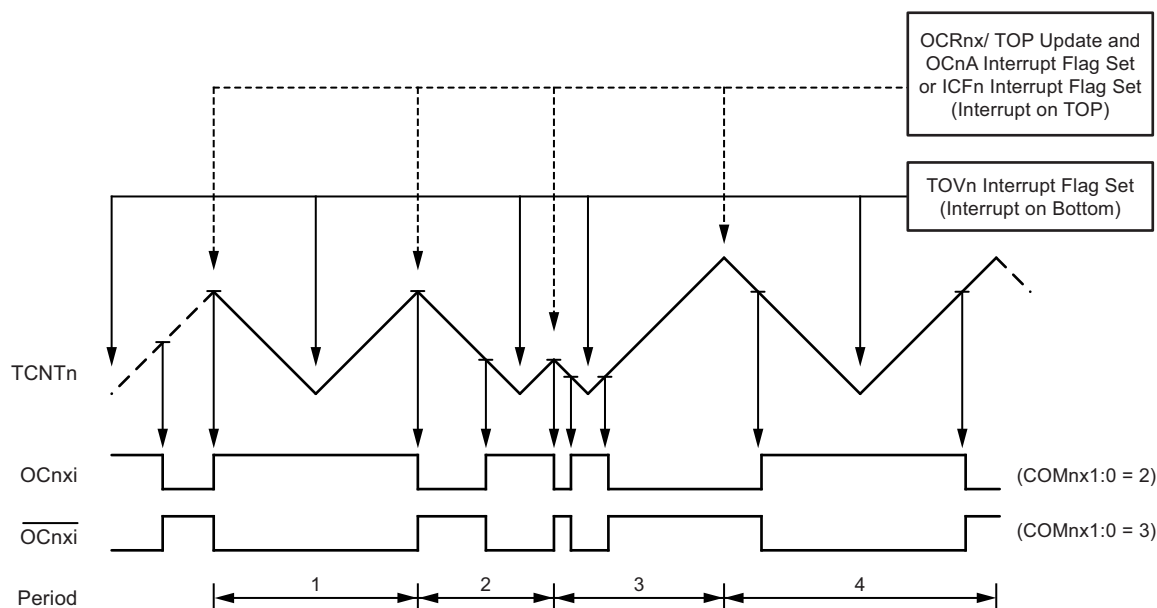 OCRnx/ TOP Update and
OCnA Interrupt Flag Set
or ICFn Interrupt Flag Set
(Interrupt on TOP)
TOVn Interrupt Flag Set
(Interrupt on Bottom)
TCNTn
OCnxi
(COMnx1:0 = 2)
OCnxi
(COMnx1:0 = 3)
Period
1
2
3
4